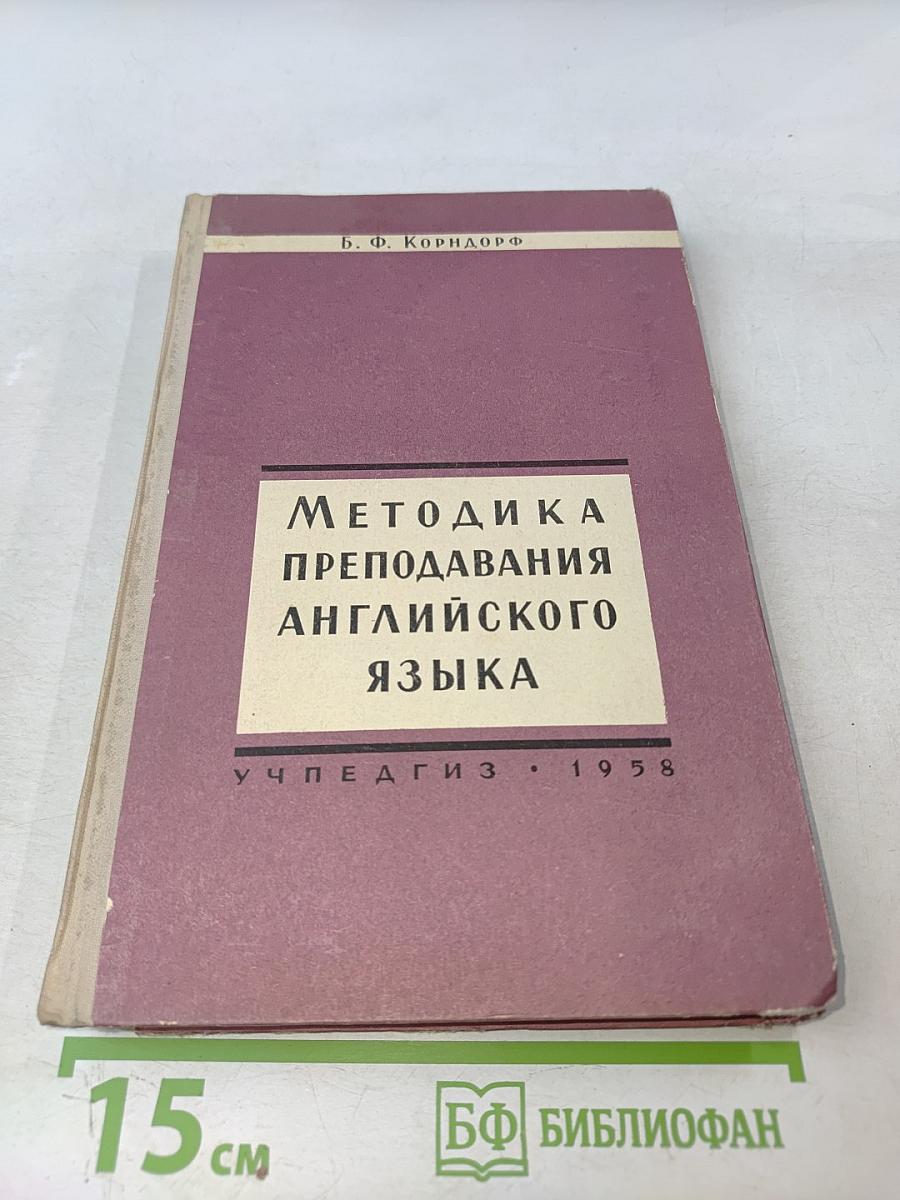 Б. Ф. Корндорф
Методика
преподавания
английского
языка
УЧПЕДГИЗ • 1958
15 см
БФ БИБЛИОФАН